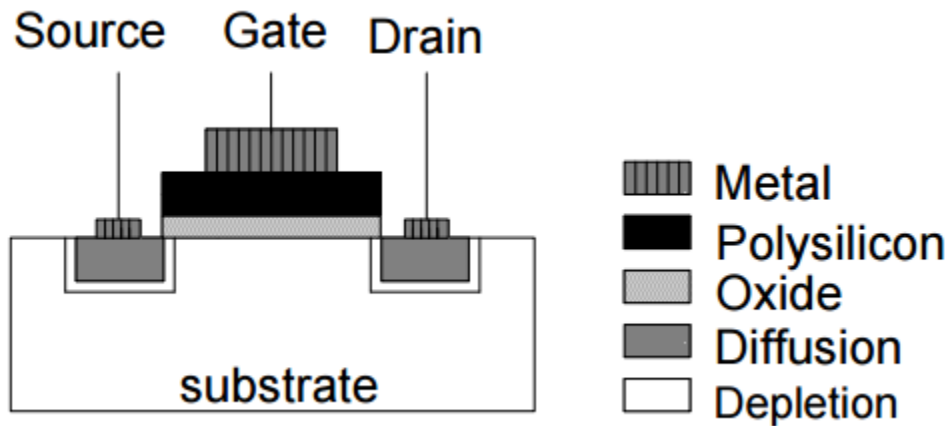 Source Gate Drain
Metal
Polysilicon
Oxide
Diffusion
substrate
Depletion